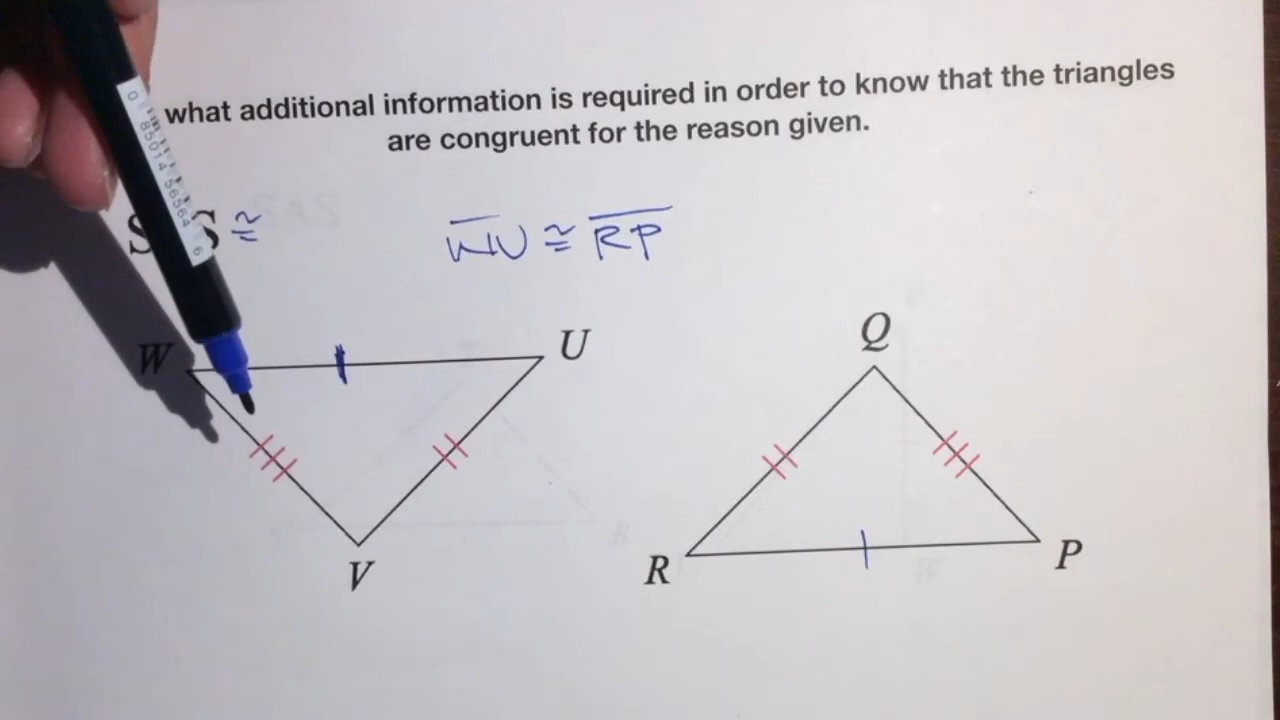 what additional information is required in order to know that the triangles
are congruent for the reason given.
S S ≅
WU ≅ RP
W
U
V
Q
R
P